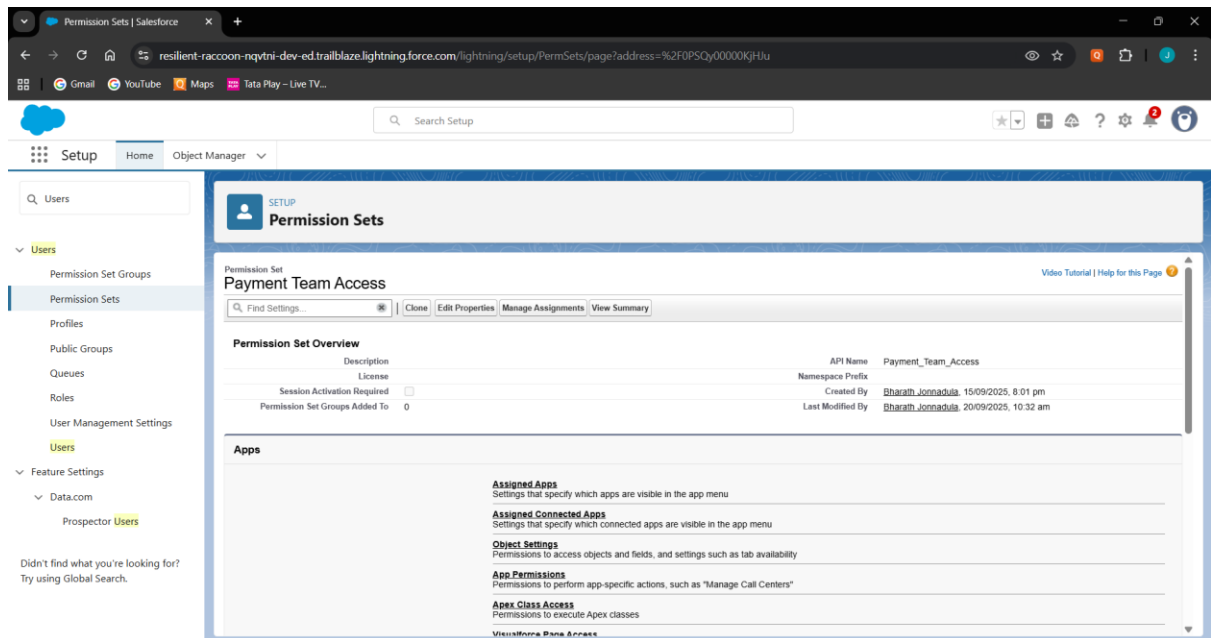 Permission Sets | Salesforce
resilient-raccoon-nqvtni-dev-ed.trailblaze.lightning.force.com/lightning/setup/PermSets/page?address=%2F0PSQy00000KjHJu
Q
J
Gmail
YouTube
Maps
Tata Play – Live TV...
Search Setup
2
Setup
Home
Object Manager
Users
SETUP
Permission Sets
Users
Permission Set Groups
Permission Sets
Profiles
Public Groups
Queues
Roles
User Management Settings
Users
Feature Settings
Data.com
Prospector Users
Didn't find what you're looking for?
Try using Global Search.
Permission Set
Payment Team Access
Video Tutorial | Help for this Page
Find Settings... | Clone Edit Properties Manage Assignments View Summary
Permission Set Overview
Description
API Name Payment_Team_Access
License
Namespace Prefix
Session Activation Required
Created By Bharath Jonnadula, 15/09/2025, 8:01 pm
Permission Set Groups Added To 0
Last Modified By Bharath Jonnadula, 20/09/2025, 10:32 am
Apps
Assigned Apps
Settings that specify which apps are visible in the app menu
Assigned Connected Apps
Settings that specify which connected apps are visible in the app menu
Object Settings
Permissions to access objects and fields, and settings such as tab availability
App Permissions
Permissions to perform app-specific actions, such as "Manage Call Centers"
Apex Class Access
Permissions to execute Apex classes
Visualforce Page Access